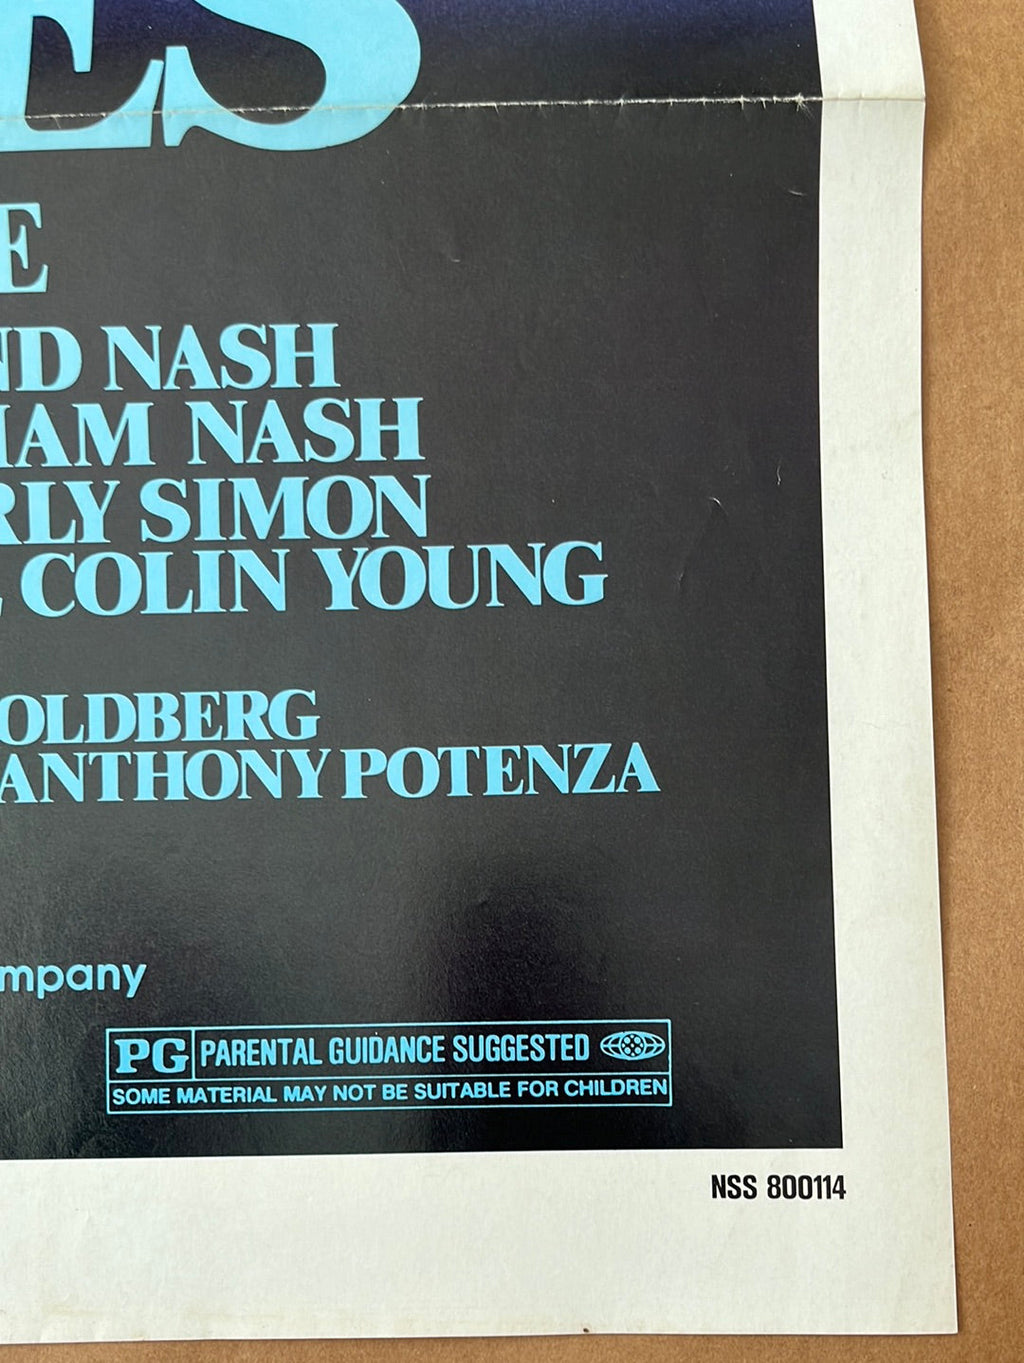 ES
E
ND NASH
HAM NASH
RLY SIMON
COLIN YOUNG
OLDBERG
ANTHONY POTENZA
mpany
PG PARENTAL GUIDANCE SUGGESTED
SOME MATERIAL MAY NOT BE SUITABLE FOR CHILDREN
NSS 800114